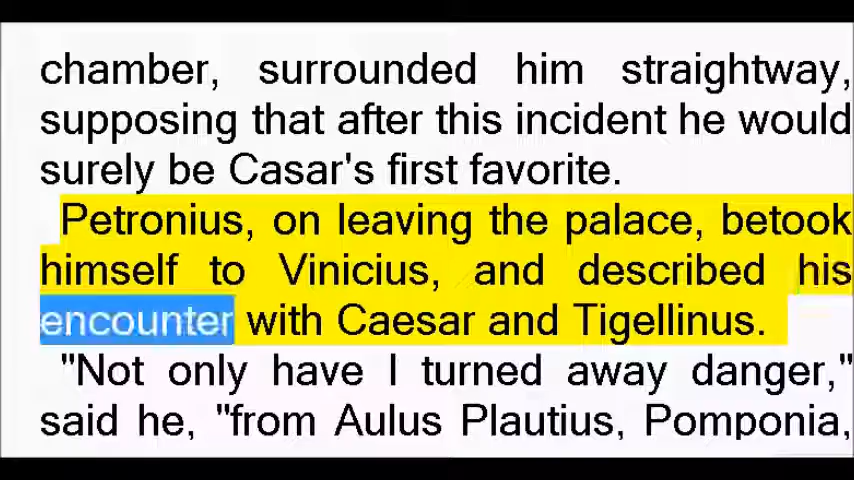 chamber, surrounded him straightway,
supposing that after this incident he would
surely be Casar's first favorite.
Petronius, on leaving the palace, betook
himself to Vinicius, and described his
encounter with Caesar and Tigellinus.
"Not only have I turned away danger,"
said he, "from Aulus Plautius, Pomponia,